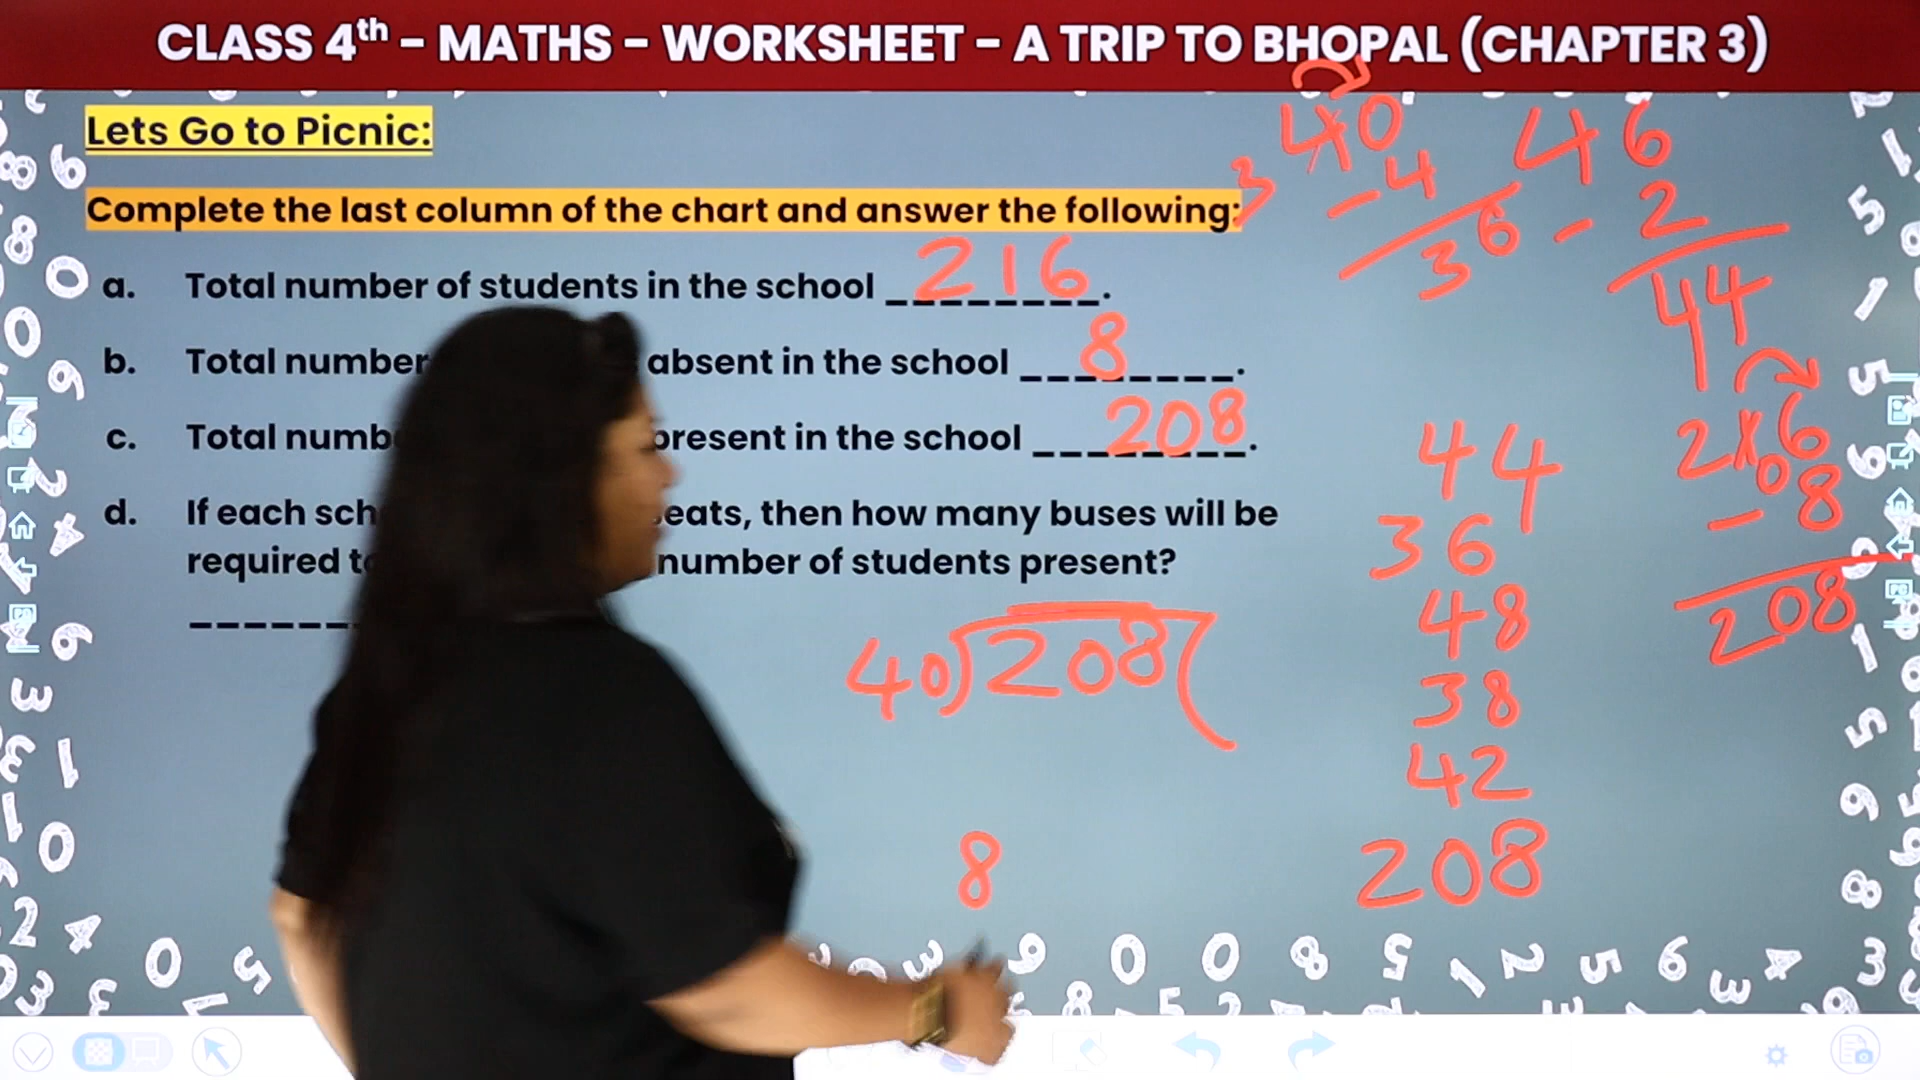 CLASS 4th - MATHS - WORKSHEET - A TRIP TO BHOPAL (CHAPTER 3)
Lets Go to Picnic:
Complete the last column of the chart and answer the following:
a. Total number of students in the school 216.
b. Total number absent in the school 8.
c. Total present in the school 208.
d. If each seats, then how many buses will be
required number of students present?
40)208(
8
40
3
- 4
36
46
- 2
44
44
36
48
38
42
208
216
0
- 8
208